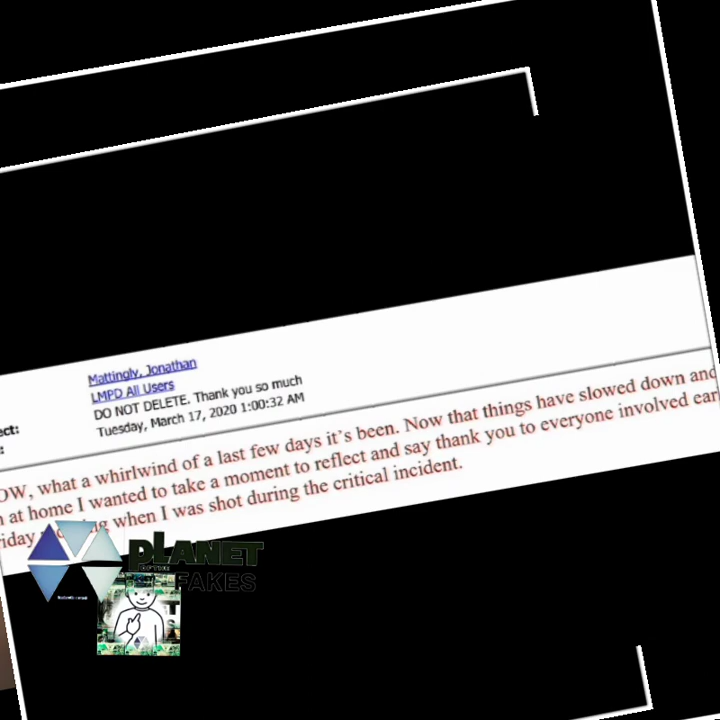 Mattingly, Jonathan
LMPD All Users
ect: DO NOT DELETE. Thank you so much
: Tuesday, March 17, 2020 1:00:32 AM
OW, what a whirlwind of a last few days it's been. Now that things have slowed down and
at home I wanted to take a moment to reflect and say thank you to everyone involved ear
riday when I was shot during the critical incident.
PLANET
OF THE
FAKES